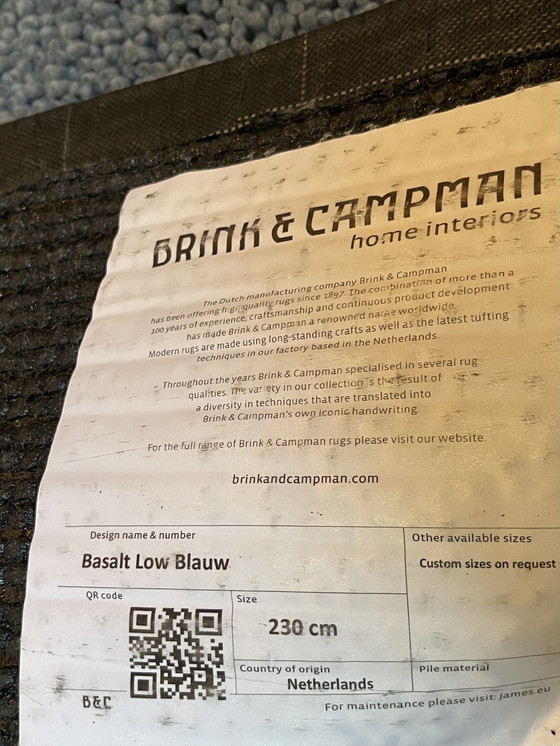 BRINK & CAMPMAN
home interiors
The Dutch manufacturing company Brink & Campman
has been offering high quality rugs since 1897. The combination of more than a
100 years of experience, craftsmanship and continuous product development
has made Brink & Campman a renowned name worldwide.
Modern rugs are made using long-standing crafts as well as the latest tufting
techniques in our factory based in the Netherlands.
Throughout the years Brink & Campman specialised in several rug
qualities. The variety in our collection is the result of
a diversity in techniques that are translated into
Brink & Campman's own iconic handwriting.
For the full range of Brink & Campman rugs please visit our website.
brinkandcampman.com
Design name & number
Basalt Low Blauw
Other available sizes
Custom sizes on request
QR code
Size
230 cm
Country of origin
Netherlands
Pile material
B&C
For maintenance please visit: james.eu